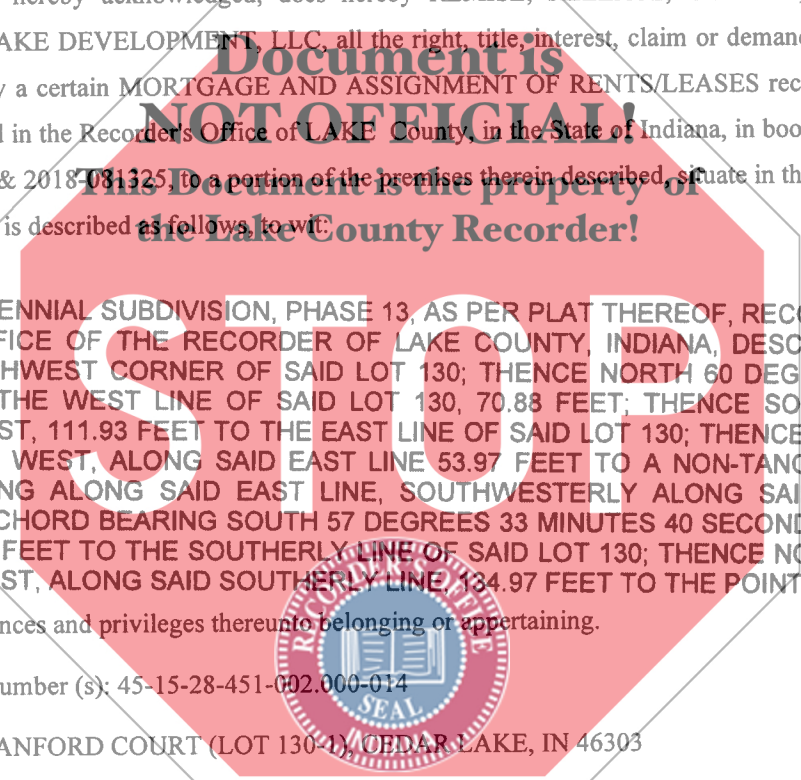 hereby acknowledged, does hereby
AKE DEVELOPMENT, LLC, all the right, title, interest, claim or deman
y a certain MORTGAGE AND ASSIGNMENT OF RENTS/LEASES rec
d in the Recorder's Office of LAKE County, in the State of Indiana, in boo
& 2018-081325, to a portion of the premises therein described, situate in th
is described as follows, to wit:
Document is
NOT OFFICIAL!
This Document is the property of
the Lake County Recorder!
STOP
ENNIAL SUBDIVISION, PHASE 13, AS PER PLAT THEREOF, RECO
FICE OF THE RECORDER OF LAKE COUNTY, INDIANA, DESC
HWEST CORNER OF SAID LOT 130; THENCE NORTH 60 DEG
THE WEST LINE OF SAID LOT 130, 70.88 FEET; THENCE SO
ST, 111.93 FEET TO THE EAST LINE OF SAID LOT 130; THENCE
WEST, ALONG SAID EAST LINE 53.97 FEET TO A NON-TANG
NG ALONG SAID EAST LINE, SOUTHWESTERLY ALONG SAI
CHORD BEARING SOUTH 57 DEGREES 33 MINUTES 40 SECOND
FEET TO THE SOUTHERLY LINE OF SAID LOT 130; THENCE NO
ST, ALONG SAID SOUTHERLY LINE, 134.97 FEET TO THE POINT
nces and privileges thereunto belonging or appertaining.
umber (s): 45-15-28-451-002.000-014
ANFORD COURT (LOT 130-1), CEDAR LAKE, IN 46303
RECORDER'S OFFICE
SEAL
INDIANA